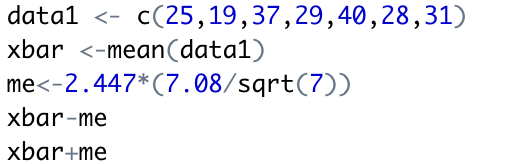 data1 <- c(25,19,37,29,40,28,31)
xbar <-mean(data1)
me<-2.447*(7.08/sqrt(7))
xbar-me
xbar+me